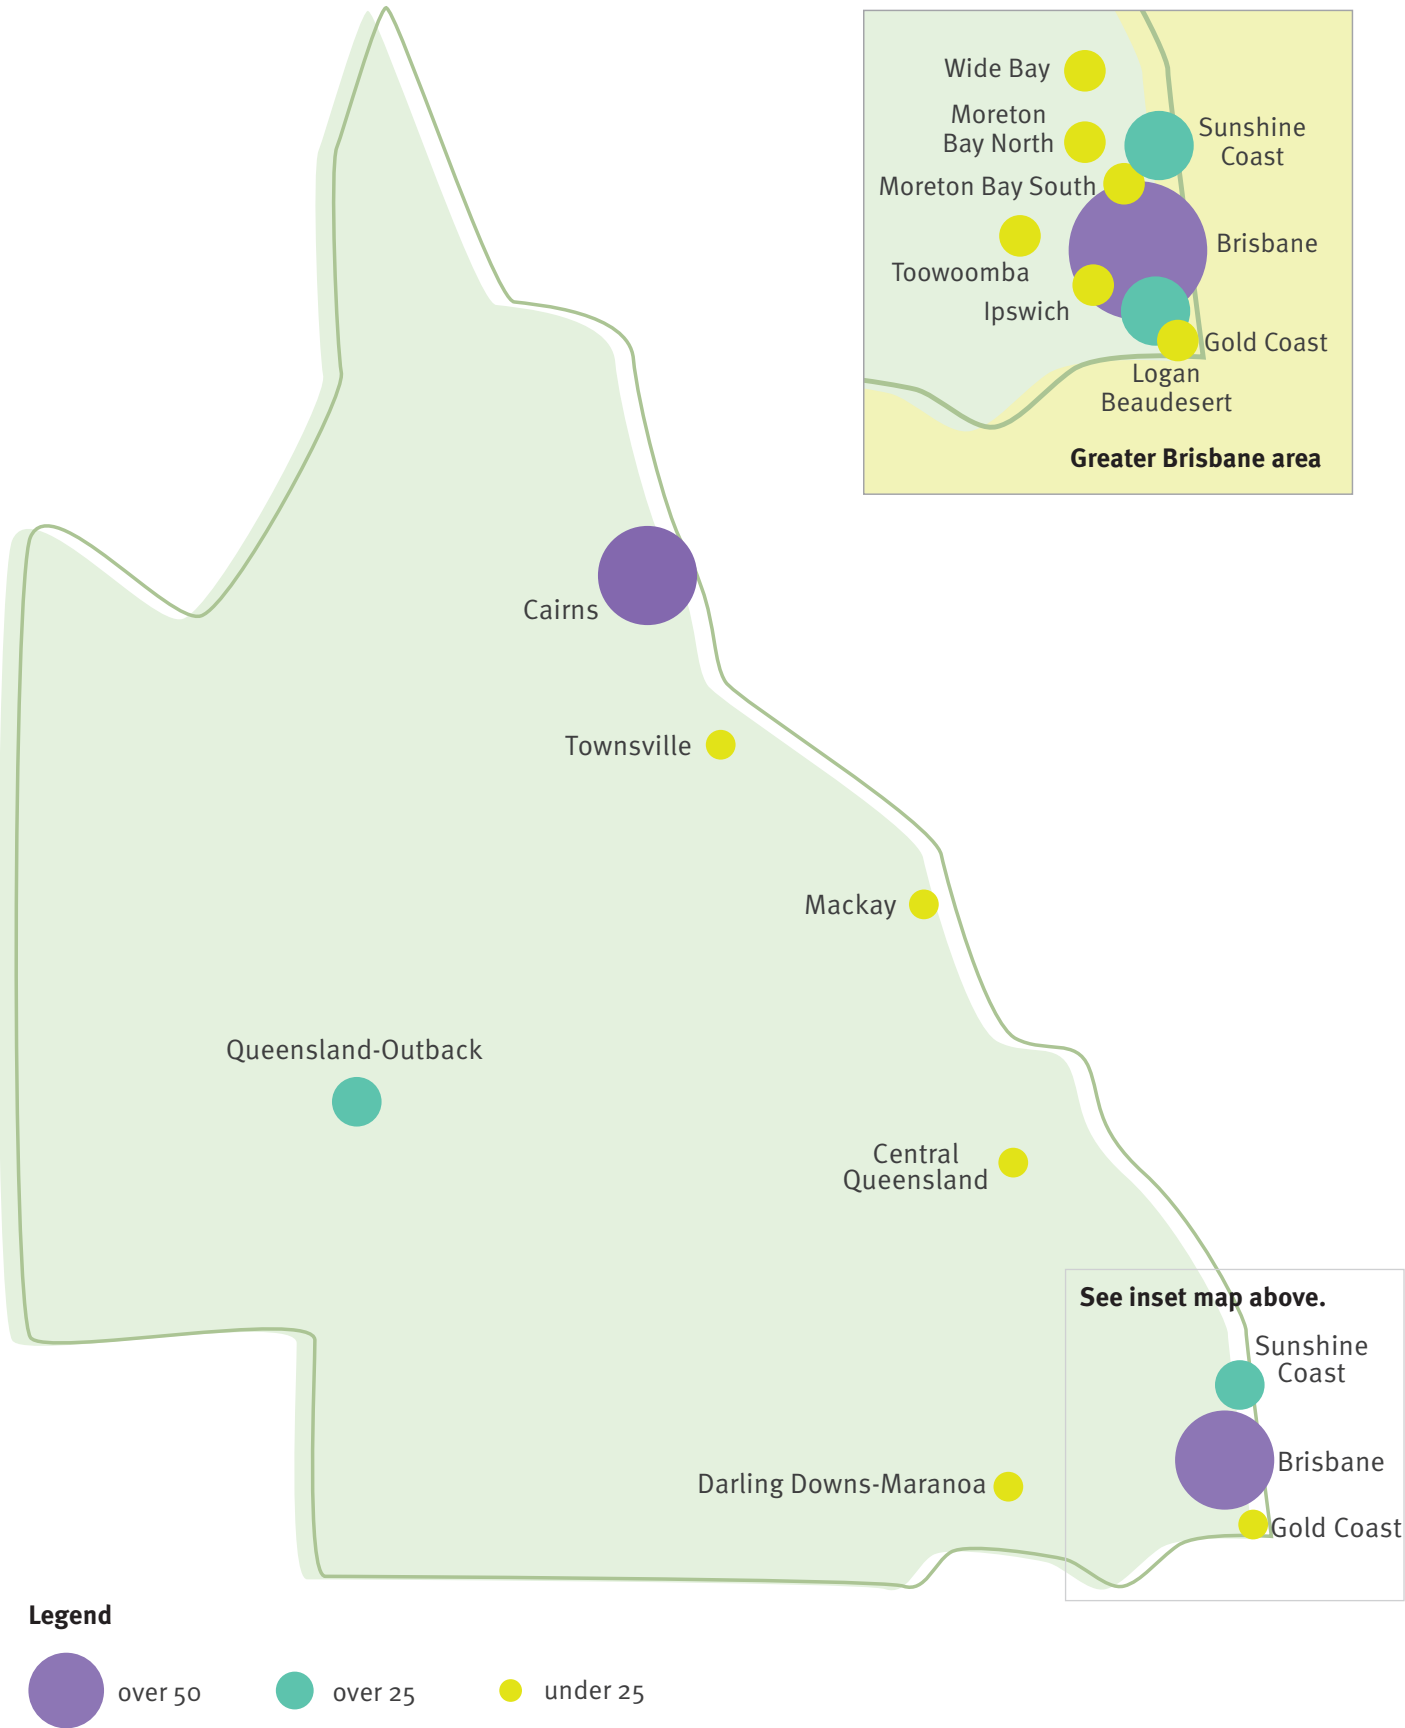 Wide Bay
Moreton
Bay North
Sunshine
Coast
Moreton Bay South
Brisbane
Toowoomba
Ipswich
Gold Coast
Logan
Beaudesert
Greater Brisbane area
Cairns
Townsville
Mackay
Queensland-Outback
Central
Queensland
See inset map above.
Sunshine
Coast
Brisbane
Darling Downs-Maranoa
Gold Coast
Legend
over 50
over 25
under 25